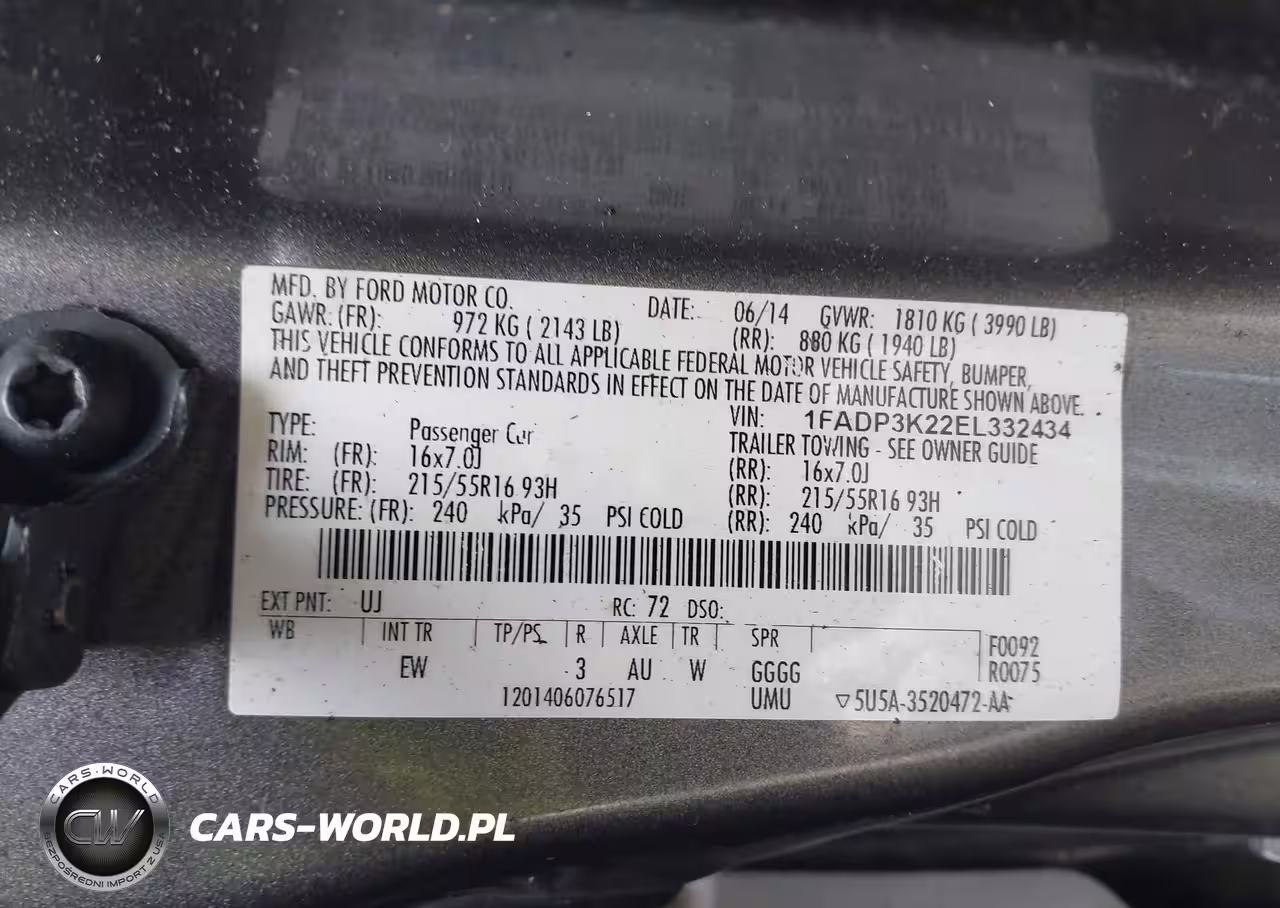 MFD. BY FORD MOTOR CO. DATE: 06/14 GVWR: 1810 KG ( 3990 LB)
GAWR: (FR): 972 KG ( 2143 LB) (RR): 880 KG ( 1940 LB)
THIS VEHICLE CONFORMS TO ALL APPLICABLE FEDERAL MOTOR VEHICLE SAFETY, BUMPER,
AND THEFT PREVENTION STANDARDS IN EFFECT ON THE DATE OF MANUFACTURE SHOWN ABOVE.
VIN: 1FADP3K22EL332434
TYPE: Passenger Car TRAILER TOWING - SEE OWNER GUIDE
RIM: (FR): 16x7.0J (RR): 16x7.0J
TIRE: (FR): 215/55R16 93H (RR): 215/55R16 93H
PRESSURE: (FR): 240 kPa/ 35 PSI COLD (RR): 240 kPa/ 35 PSI COLD
EXT PNT: UJ RC: 72 DSO:
WB INT TR TP/PS R AXLE TR SPR F0092
EW 3 AU W GGGG R0075
1201406076517 UMU ▽5U5A-3520472-AA
CARS-WORLD
CW
BEZPOŚREDNI IMPORT Z USA
CARS-WORLD.PL